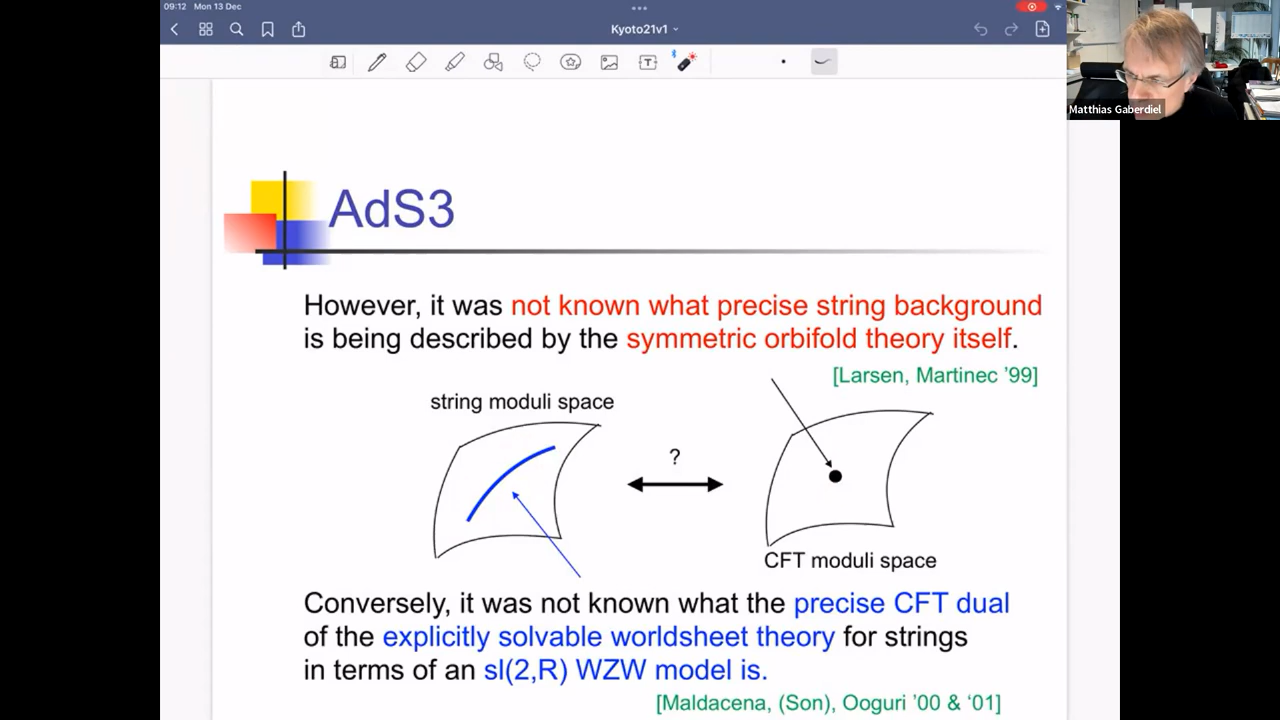 09:12 Mon 13 Dec
Kyoto21v1
Matthias Gaberdiel
AdS3
However, it was not known what precise string background
is being described by the symmetric orbifold theory itself.
[Larsen, Martinec ’99]
string moduli space
?
CFT moduli space
Conversely, it was not known what the precise CFT dual
of the explicitly solvable worldsheet theory for strings
in terms of an sl(2,R) WZW model is.
[Maldacena, (Son), Ooguri ’00 & ‘01]